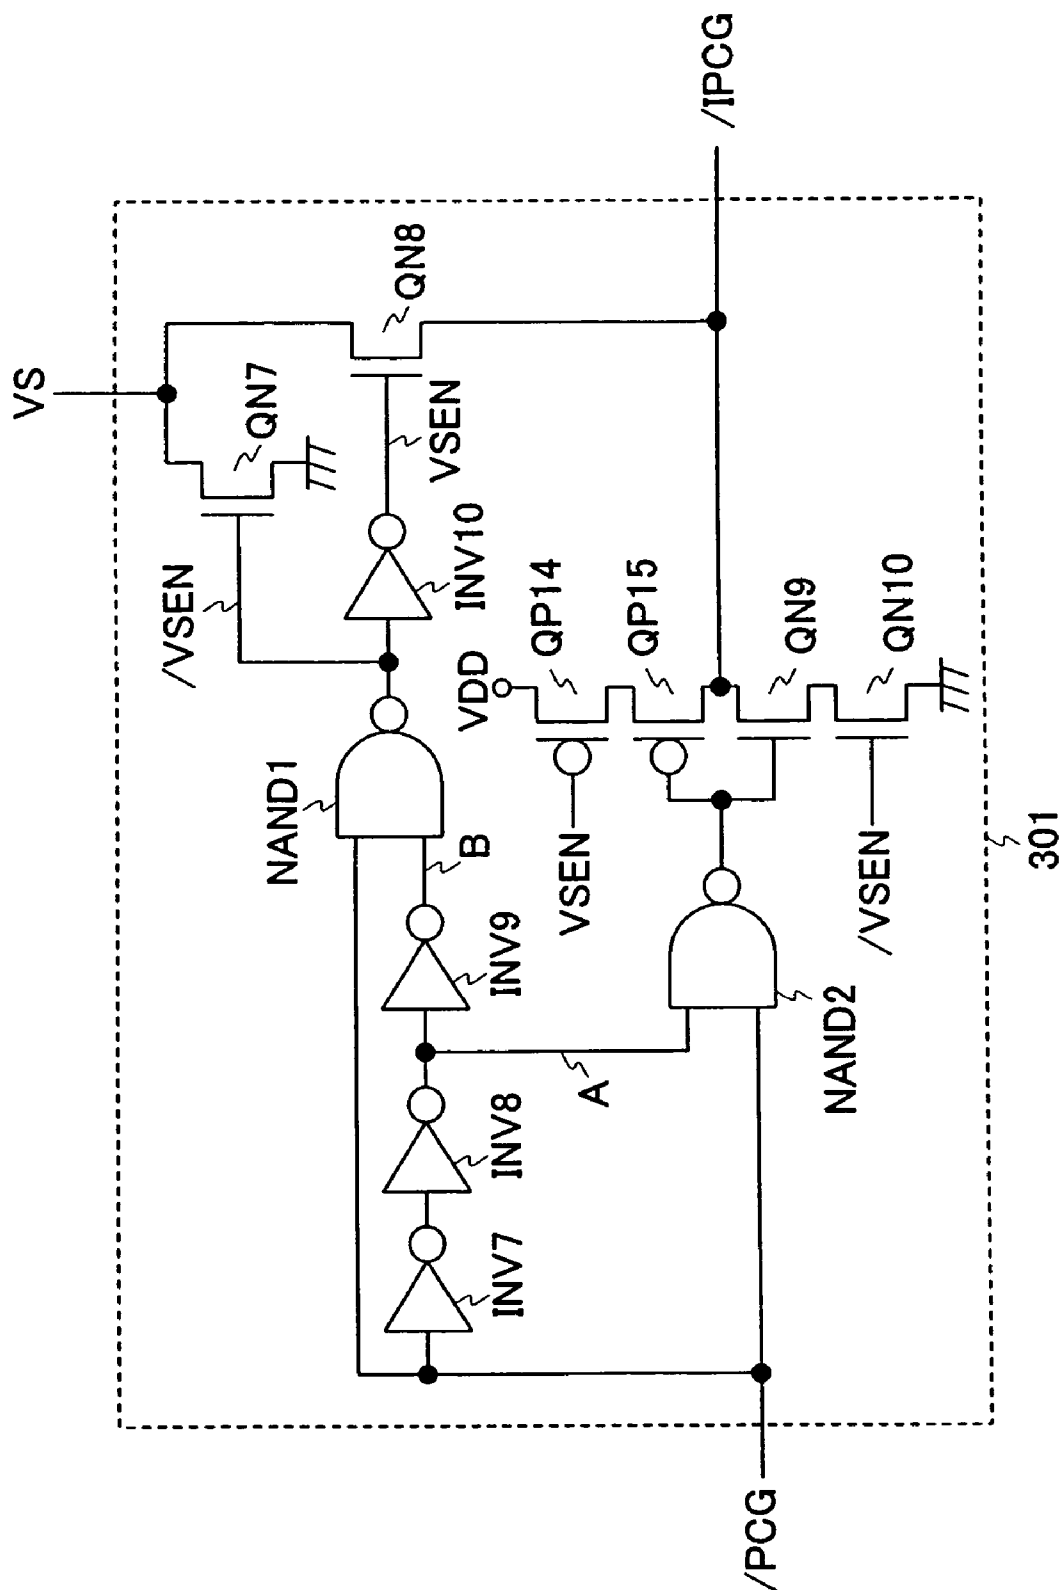 VS
QN7
/VSEN
QN8
VSEN
INV10
NAND1
B
INV9
INV8
INV7
A
VDD
QP14
QP15
QN9
QN10
VSEN
/VSEN
NAND2
/PCG
/IPCG
301